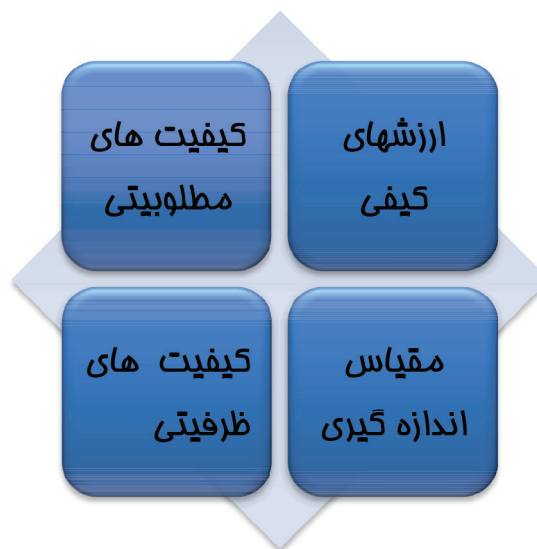 ارزشهای
کیفی
کیفیت های
مطلوبیتی
مقیاس
اندازه گیری
کیفیت های
ظرفیتی